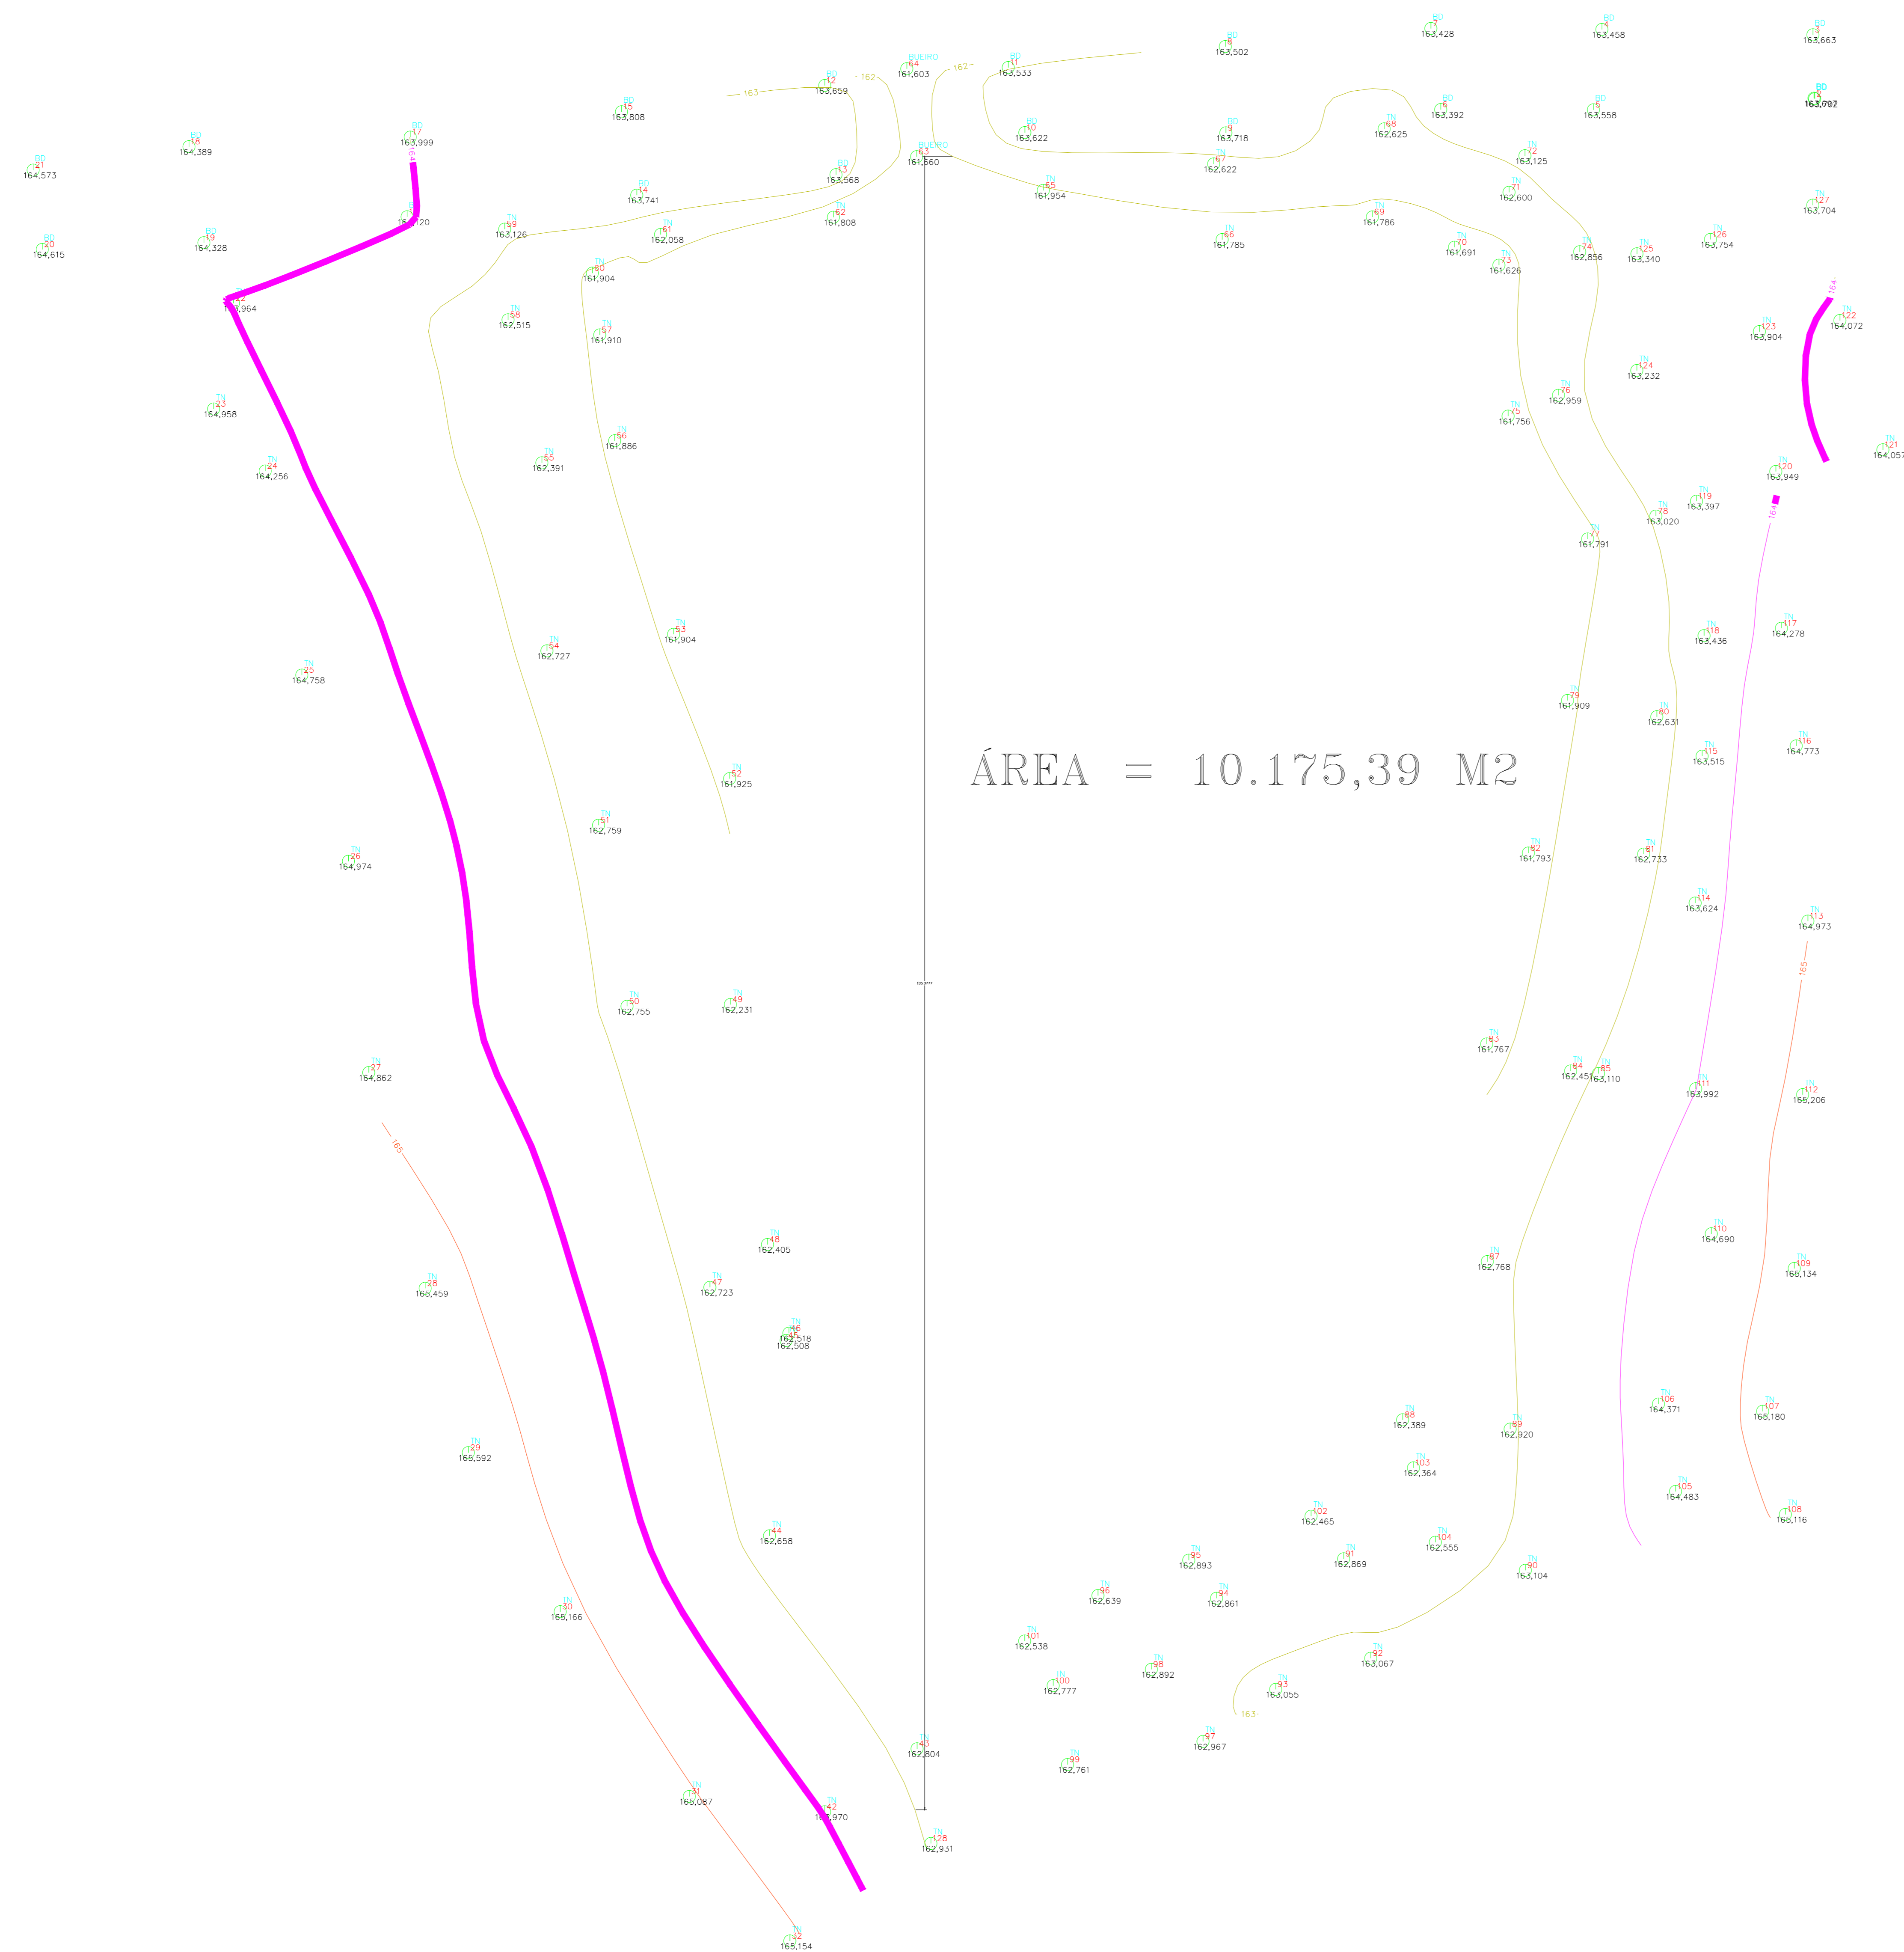 BD
7
163,428
BD
4
163,458
BD
3
163,663
BD
8
163,502
BUEIRO
64
161,603
162
BD
11
163,533
162
BD
12
163,659
163
BD
15
163,808
BD
6
163,392
BD
5
163,558
BD
17
163,999
164
BD
18
164,389
BD
10
163,622
BD
9
163,718
TN
68
162,625
BUEIRO
63
161,560
TN
72
163,125
BD
21
164,573
BD
13
163,568
TN
67
162,622
BD
14
163,741
TN
65
161,954
TN
71
162,600
127
163,704
TN
62
161,808
TN
69
161,786
TN
59
163,126
TN
61
162,058
BD
19
164,328
BD
20
164,615
TN
66
161,785
TN
70
161,691
TN
74
162,856
TN
125
163,340
TN
126
163,754
TN
60
161,904
TN
73
161,626
164
22
TN
58
162,515
TN
57
161,910
TN
123
163,904
TN
122
164,072
TN
124
163,232
TN
23
164,958
TN
76
162,959
TN
75
161,756
TN
56
161,886
TN
55
162,391
TN
24
164,256
TN
121
164,057
TN
120
163,949
TN
119
163,397
164
TN
78
163,020
TN
77
161,791
TN
53
161,904
TN
54
162,727
TN
118
163,436
TN
117
164,278
TN
25
164,758
TN
79
161,909
TN
80
162,631
TN
115
163,515
TN
116
164,773
ÁREA = 10.175,39 M2
TN
52
161,925
TN
51
162,759
TN
26
164,974
TN
82
161,793
TN
81
162,733
TN
114
163,624
TN
113
164,973
165
TN
50
162,755
TN
49
162,231
TN
27
164,862
TN
83
161,767
TN
84
162,451
TN
85
163,110
TN
111
163,992
TN
112
165,206
165
TN
48
162,405
TN
47
162,723
TN
87
162,768
TN
110
164,690
TN
109
165,134
TN
28
165,459
TN
46
162,518
45
162,508
TN
88
162,389
TN
89
162,920
TN
106
164,371
TN
107
165,180
TN
29
165,592
TN
103
162,364
TN
105
164,483
TN
108
165,116
TN
102
162,465
TN
44
162,658
TN
104
162,555
TN
95
162,893
TN
91
162,869
TN
90
163,104
TN
96
162,639
TN
94
162,861
TN
30
165,166
TN
101
162,538
TN
98
162,892
TN
92
163,067
TN
100
162,777
TN
93
163,055
163
TN
97
162,967
TN
43
162,804
TN
99
162,761
TN
31
165,087
TN
42
TN
128
162,931
TN
32
165,154